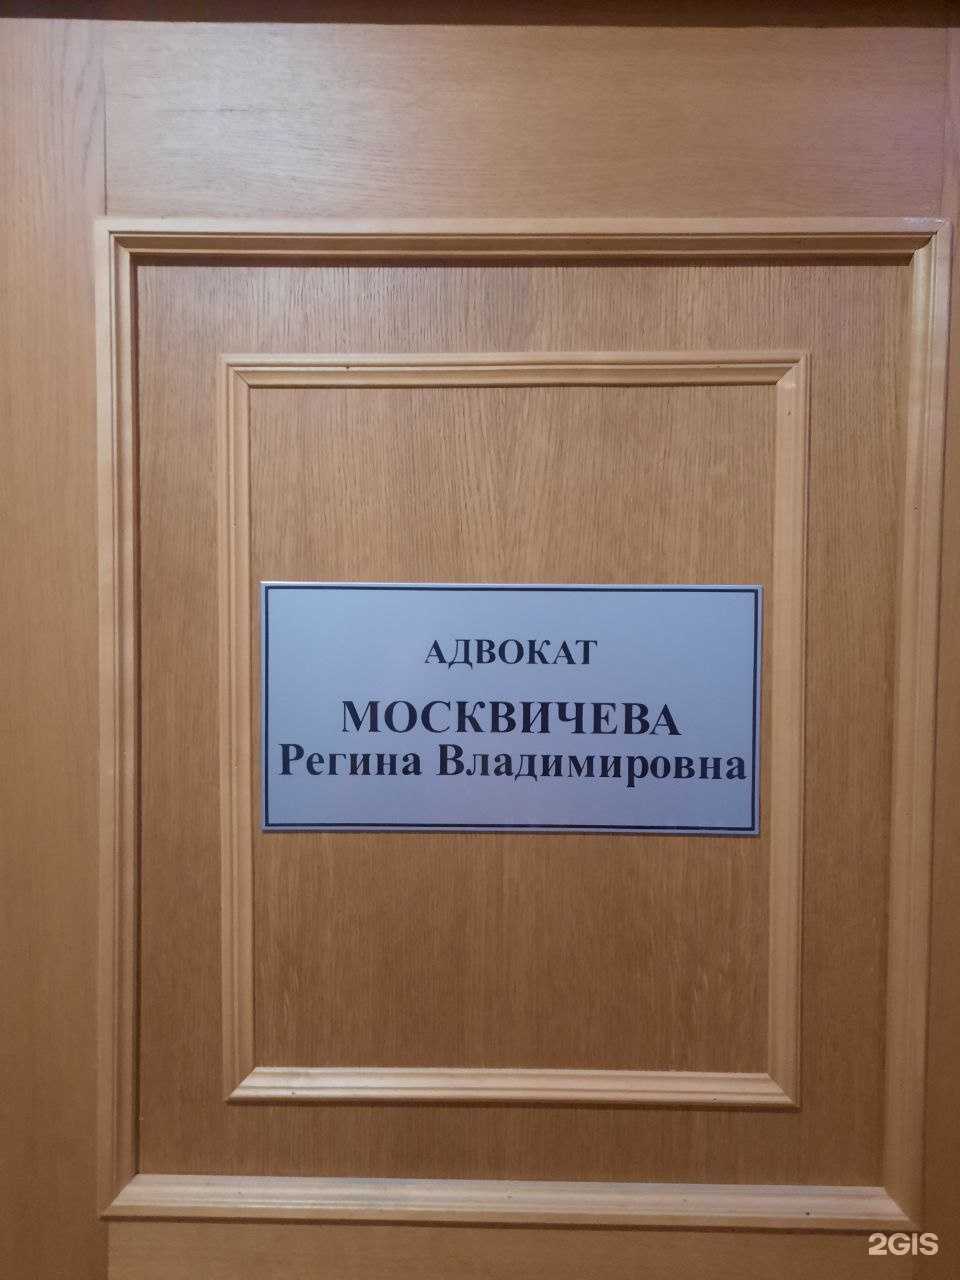 АДВОКАТ
МОСКВИЧЕВА
Регина Владимировна
2GIS